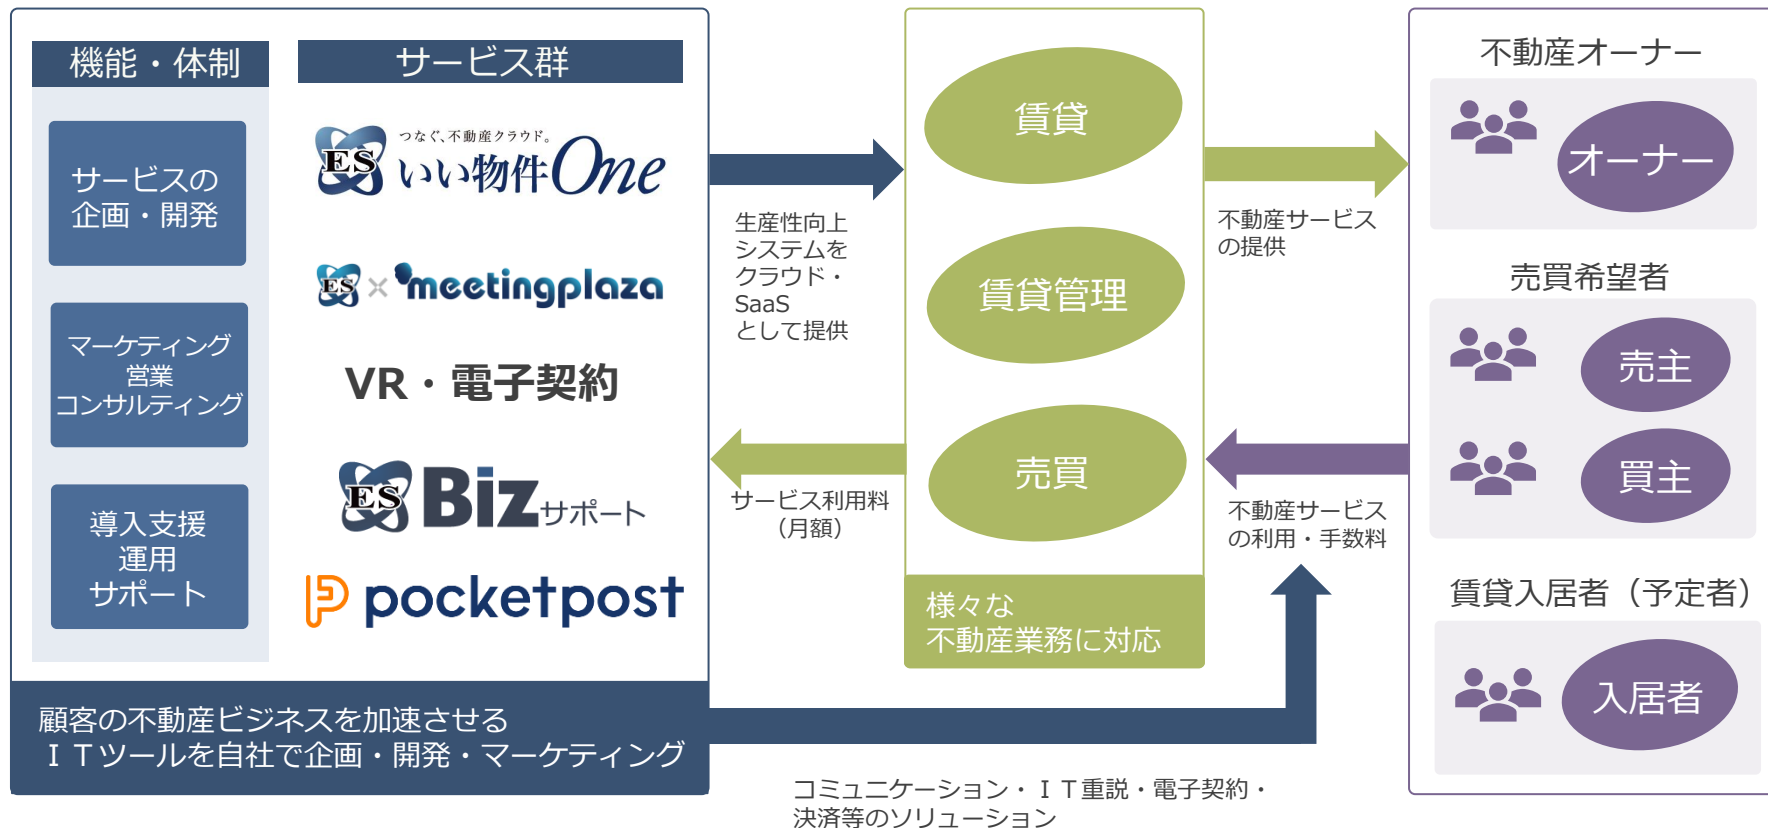 機能・体制
サービスの
企画・開発
マーケティング
営業
コンサルティング
導入支援
運用
サポート
サービス群
つなぐ、不動産クラウド。
ES いい物件One
ES × meetingplaza
VR・電子契約
ES Bizサポート
pocketpost
顧客の不動産ビジネスを加速させる
ＩＴツールを自社で企画・開発・マーケティング
生産性向上
システムを
クラウド・
SaaS
として提供
サービス利用料
（月額）
賃貸
賃貸管理
売買
様々な
不動産業務に対応
不動産サービス
の提供
不動産サービス
の利用・手数料
コミュニケーション・ＩＴ重説・電子契約・
決済等のソリューション
不動産オーナー
オーナー
売買希望者
売主
買主
賃貸入居者（予定者）
入居者